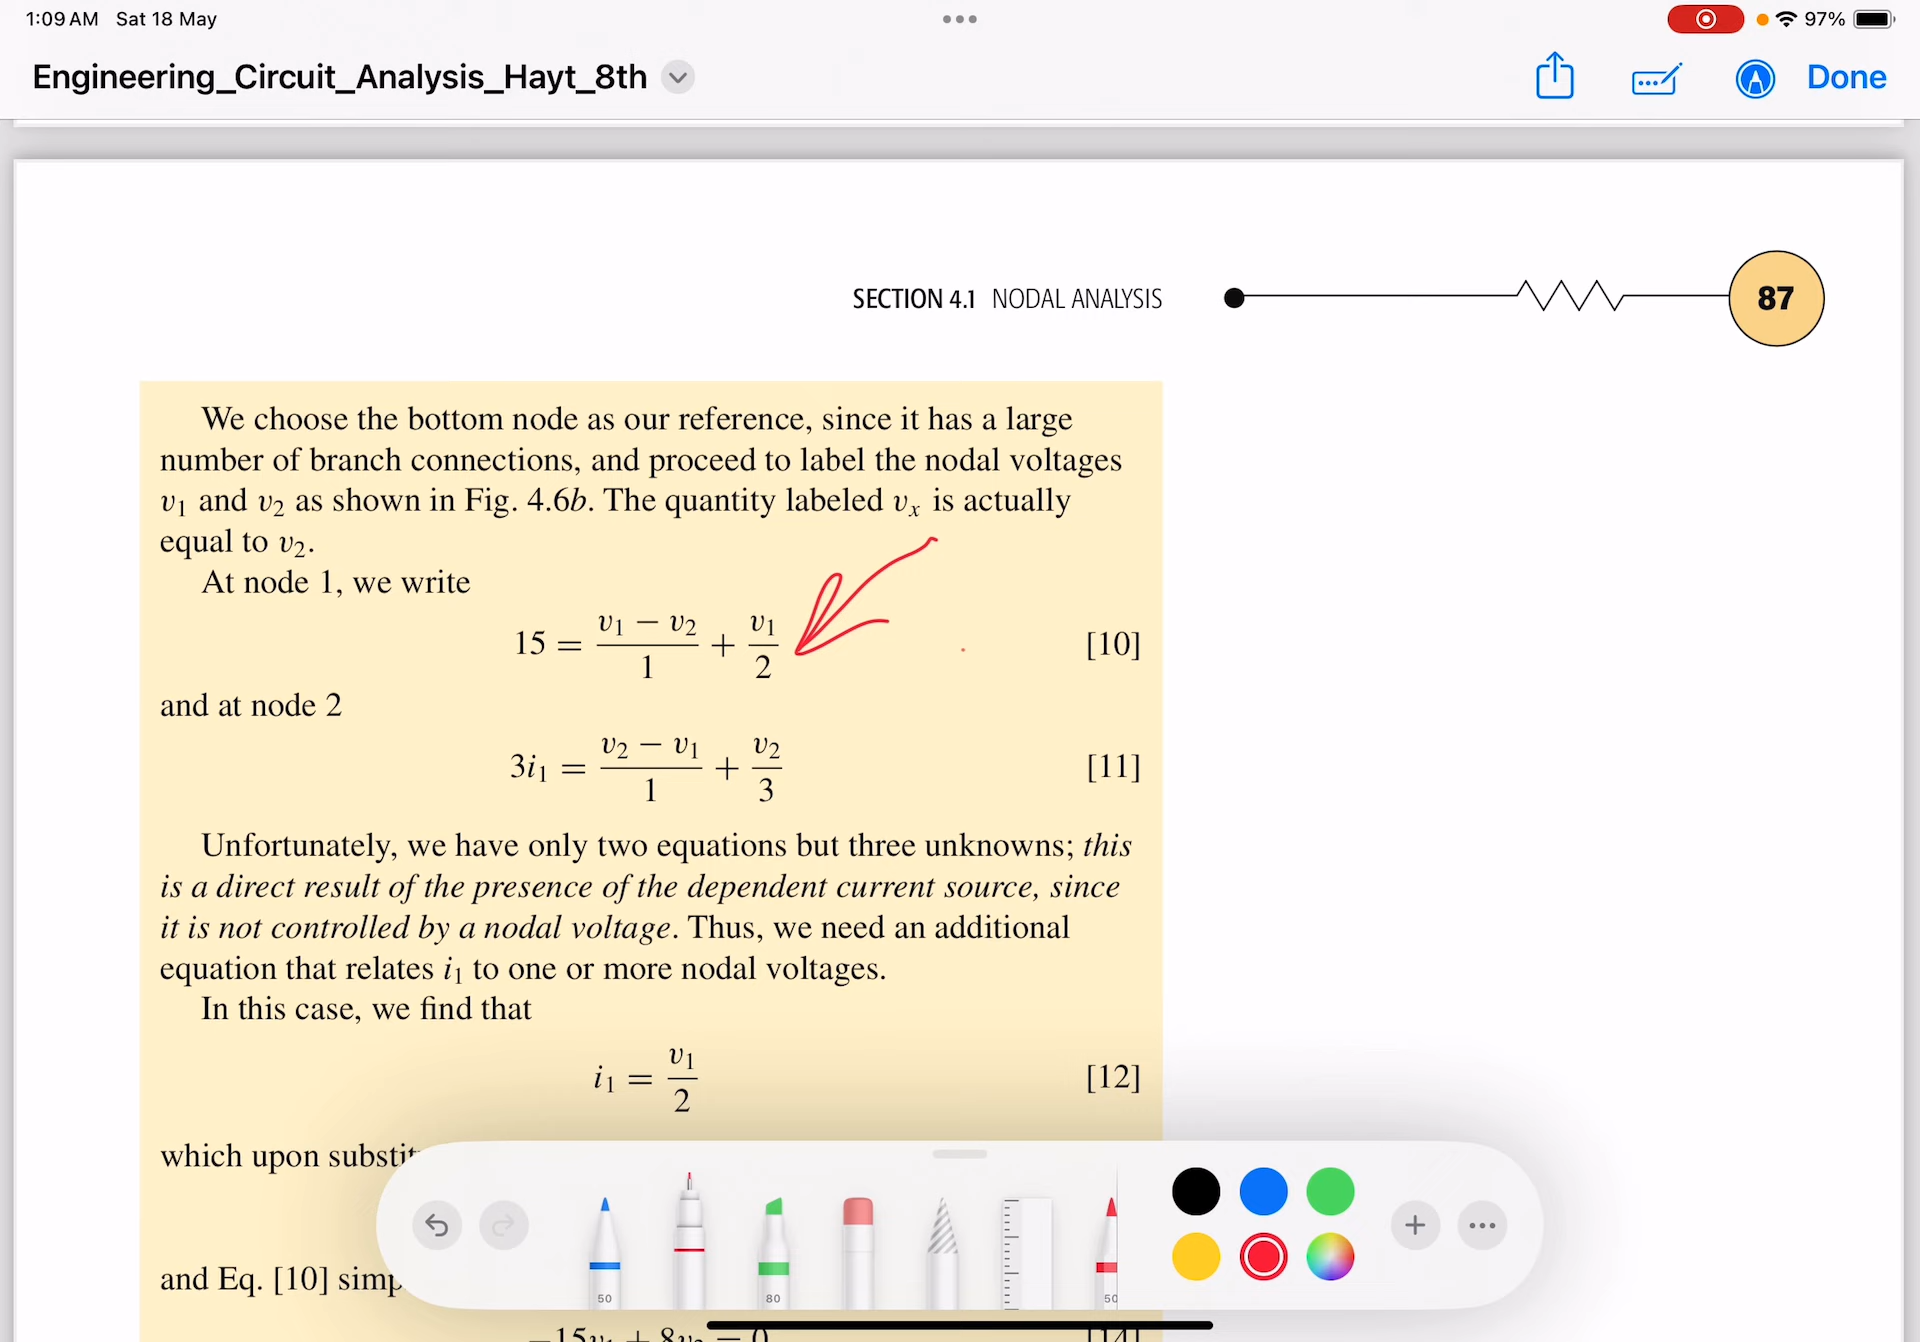 1:09 AM Sat 18 May
97%
Engineering_Circuit_Analysis_Hayt_8th
Done
SECTION 4.1 NODAL ANALYSIS
87
We choose the bottom node as our reference, since it has a large
number of branch connections, and proceed to label the nodal voltages
v₁ and v₂ as shown in Fig. 4.6b. The quantity labeled vₓ is actually
equal to v₂.
At node 1, we write
15 = (v₁ − v₂)/1 + v₁/2 [10]
and at node 2
3i₁ = (v₂ − v₁)/1 + v₂/3 [11]
Unfortunately, we have only two equations but three unknowns; this
is a direct result of the presence of the dependent current source, since
it is not controlled by a nodal voltage. Thus, we need an additional
equation that relates i₁ to one or more nodal voltages.
In this case, we find that
i₁ = v₁/2 [12]
which upon substit
and Eq. [10] simp
50 80 50
−15v₁ + 8v₂ = 0 [14]